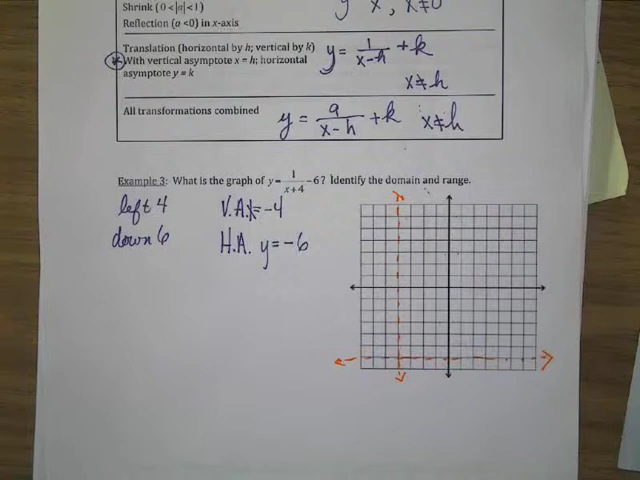 Shrink (0 < |a| < 1)
Reflection (a <0) in x-axis
x, x≠0
Translation (horizontal by h; vertical by k)
With vertical asymptote x = h; horizontal
asymptote y = k
y = 1/(x-h) + k
x≠h
All transformations combined
y = a/(x-h) + k x≠h
Example 3: What is the graph of y = 1/(x+4) - 6? Identify the domain and range.
left 4 V.A. x = -4
down 6 H.A. y = -6